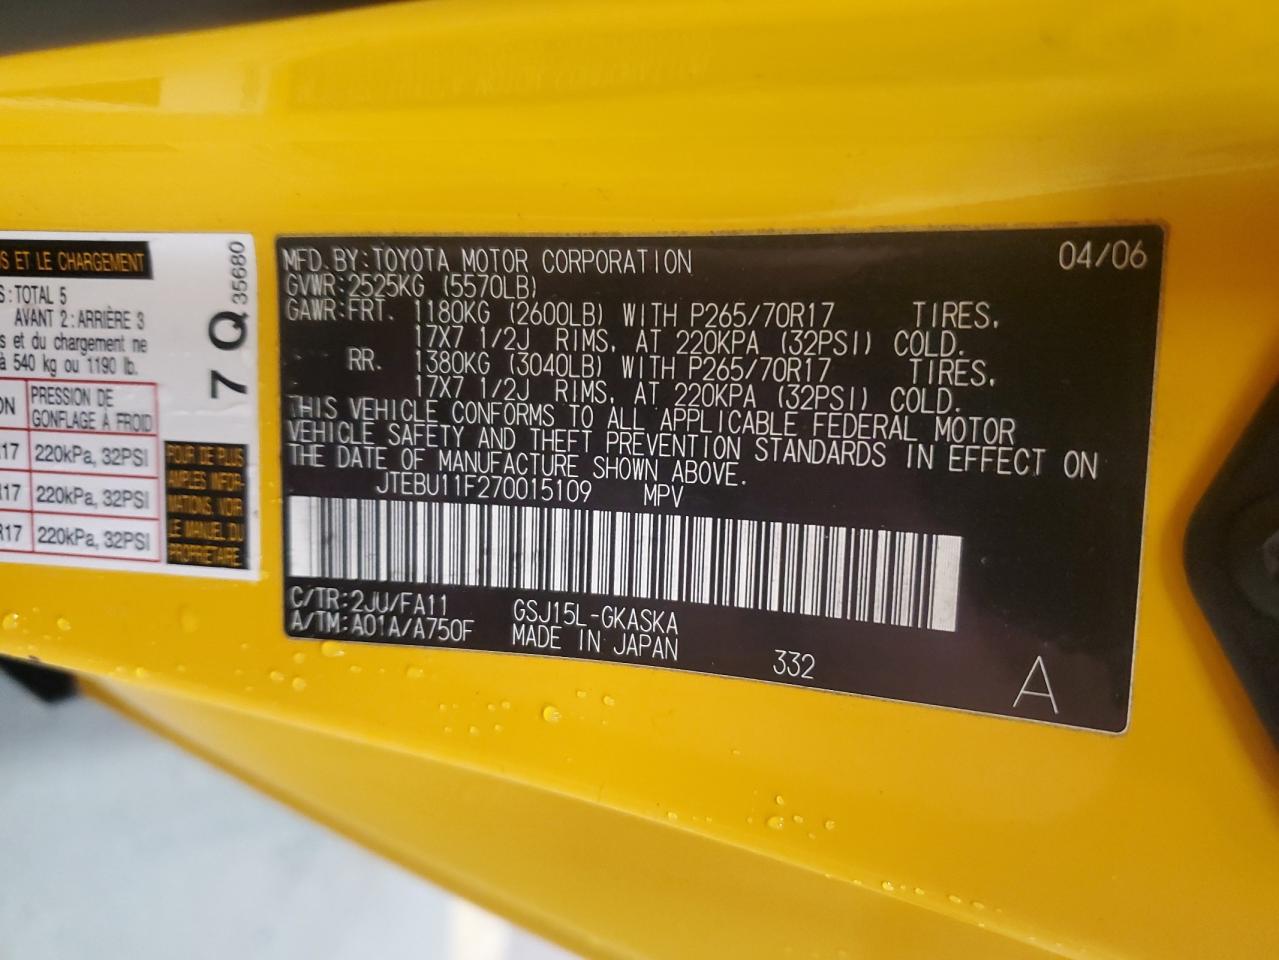 S ET LE CHARGEMENT
S: TOTAL 5
AVANT 2: ARRIÈRE 3
s et du chargement ne
à 540 kg ou 1190 lb.
ON PRESSION DE
GONFLAGE À FROID
R17 220kPa, 32PSI
R17 220kPa, 32PSI
R17 220kPa, 32PSI
7 Q 35680
POUR DE PLUS
AMPLES INFOR-
MATIONS, VOIR
LE MANUEL DU
PROPRIÉTAIRE
MFD. BY: TOYOTA MOTOR CORPORATION 04/06
GVWR: 2525KG (5570LB)
GAWR: FRT. 1180KG (2600LB) WITH P265/70R17 TIRES,
17X7 1/2J RIMS, AT 220KPA (32PSI) COLD.
RR. 1380KG (3040LB) WITH P265/70R17 TIRES,
17X7 1/2J RIMS, AT 220KPA (32PSI) COLD.
THIS VEHICLE CONFORMS TO ALL APPLICABLE FEDERAL MOTOR
VEHICLE SAFETY AND THEFT PREVENTION STANDARDS IN EFFECT ON
THE DATE OF MANUFACTURE SHOWN ABOVE.
JTEBU11F270015109 MPV
C/TR: 2JU/FA11 GSJ15L-GKASKA
A/TM: A01A/A750F MADE IN JAPAN 332
A